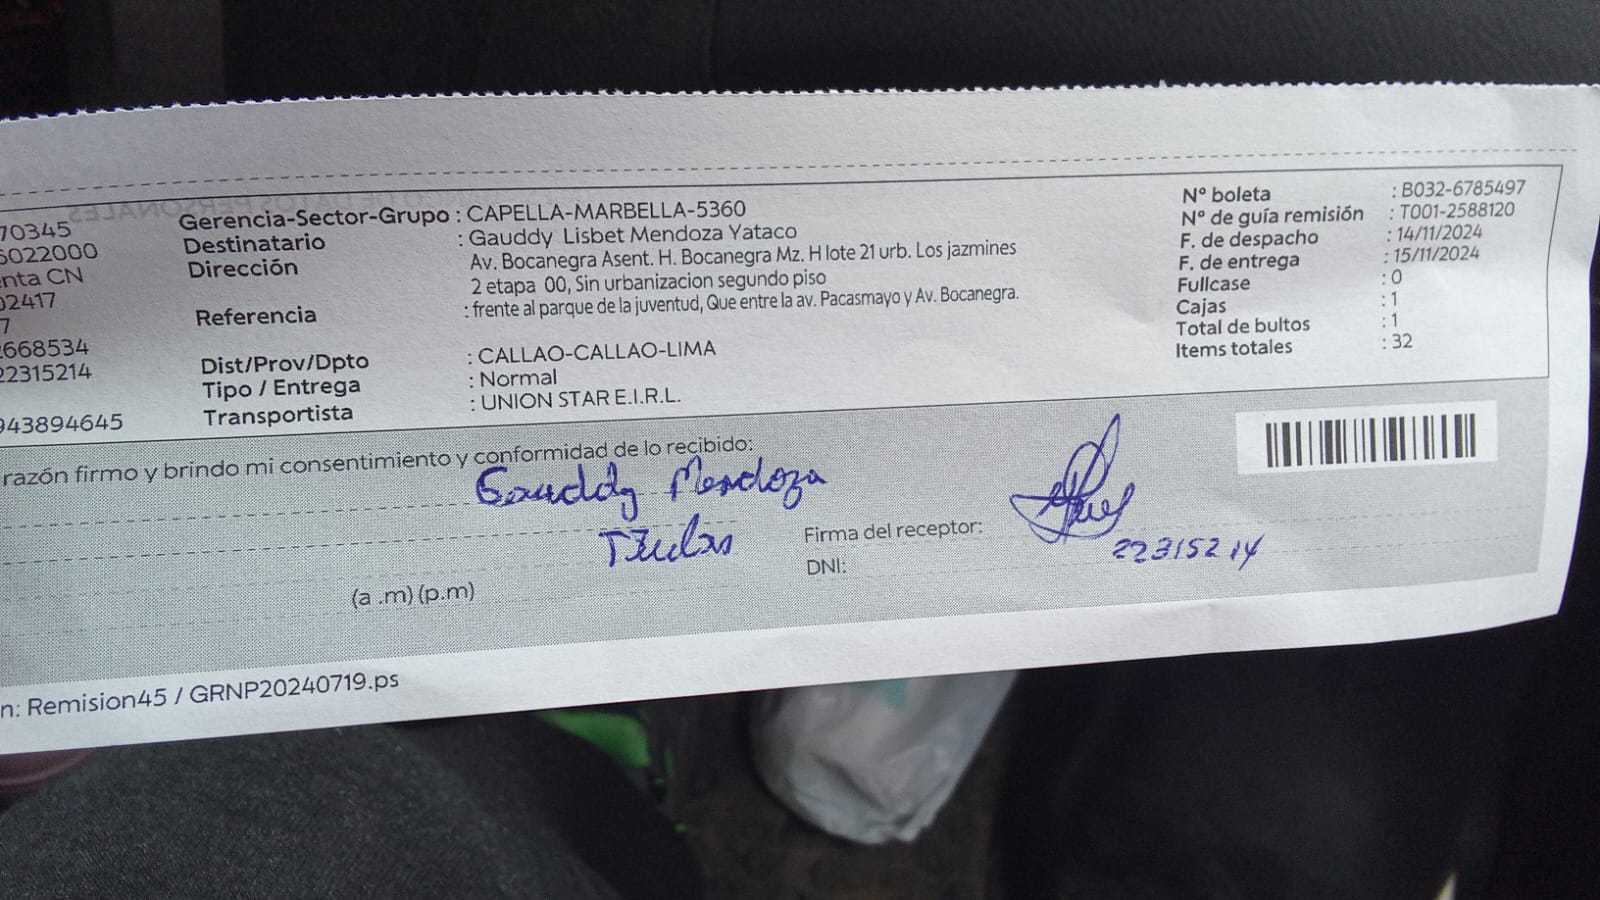 70345
6022000
enta CN
02417
7
2668534
22315214
943894645
Gerencia-Sector-Grupo : CAPELLA-MARBELLA-5360
Destinatario : Gauddy Lisbet Mendoza Yataco
Dirección Av. Bocanegra Asent. H. Bocanegra Mz. H lote 21 urb. Los jazmines
2 etapa 00, Sin urbanizacion segundo piso
Referencia : frente al parque de la juventud, Que entre la av. Pacasmayo y Av. Bocanegra.
Dist/Prov/Dpto : CALLAO-CALLAO-LIMA
Tipo / Entrega : Normal
Transportista : UNION STAR E.I.R.L.
N° boleta : B032-6785497
N° de guía remisión : T001-2588120
F. de despacho : 14/11/2024
F. de entrega : 15/11/2024
Fullcase : 0
Cajas : 1
Total de bultos : 1
Items totales : 32
razón firmo y brindo mi consentimiento y conformidad de lo recibido:
Gauddy Mendoza
Firma del receptor:
DNI: 22315214
(a .m) (p.m)
n: Remision45 / GRNP20240719.ps